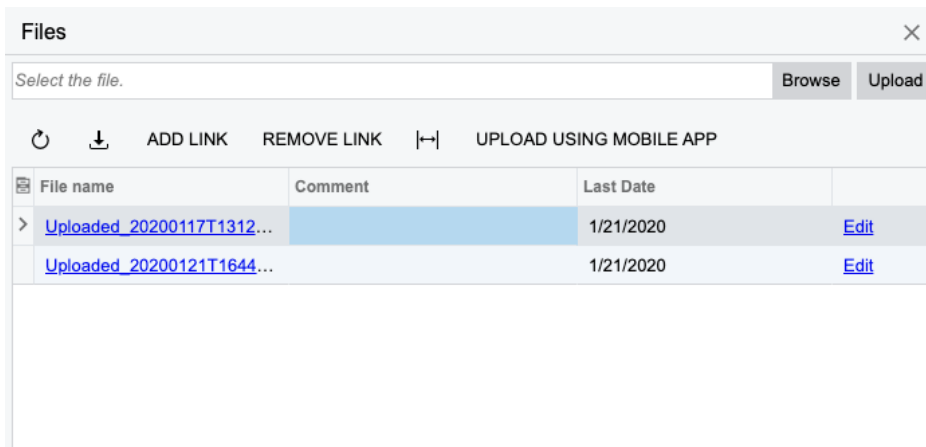 Files
Select the file. Browse Upload
ADD LINK REMOVE LINK UPLOAD USING MOBILE APP
File name Comment Last Date
Uploaded_20200117T1312... 1/21/2020 Edit
Uploaded_20200121T1644... 1/21/2020 Edit